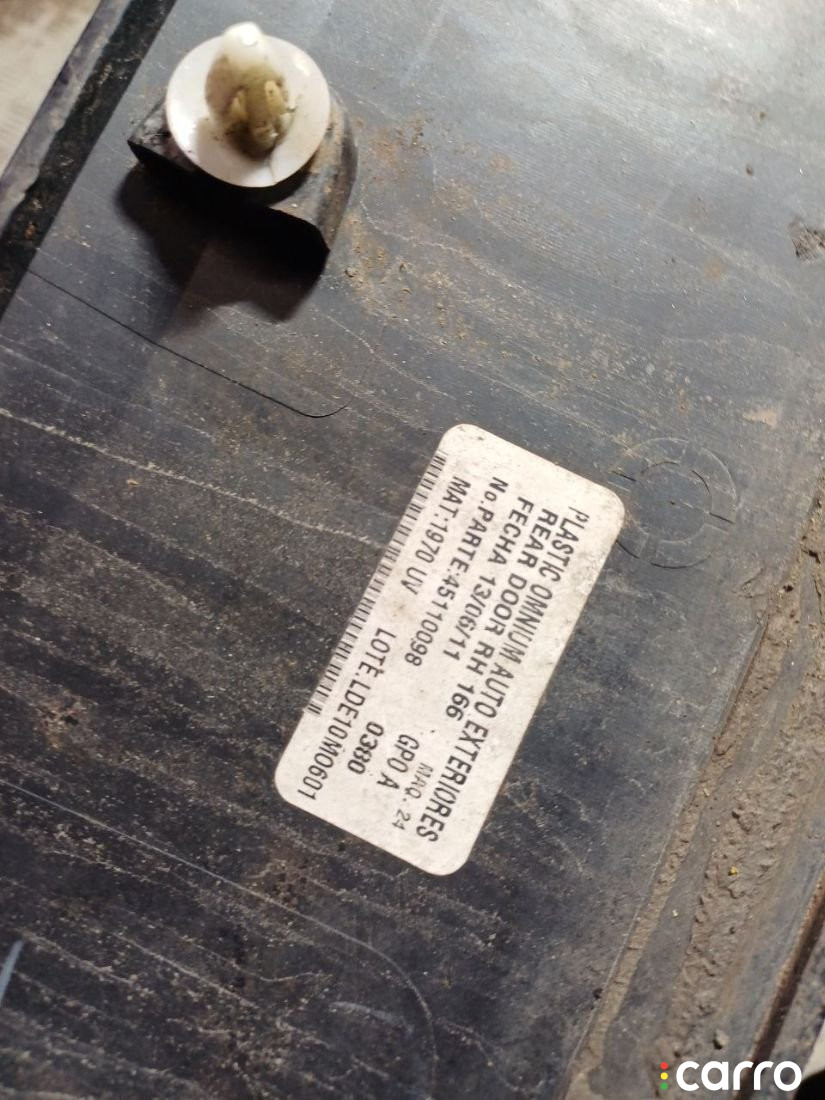 PLASTIC OMNIUM AUTO EXTERIORES
REAR DOOR RH 166 MAQ. 24
FECHA 13/06/11 GPO A
No.PARTE:45110098 0380
MAT:1970 UV LOTE:LDE10M0601
carro